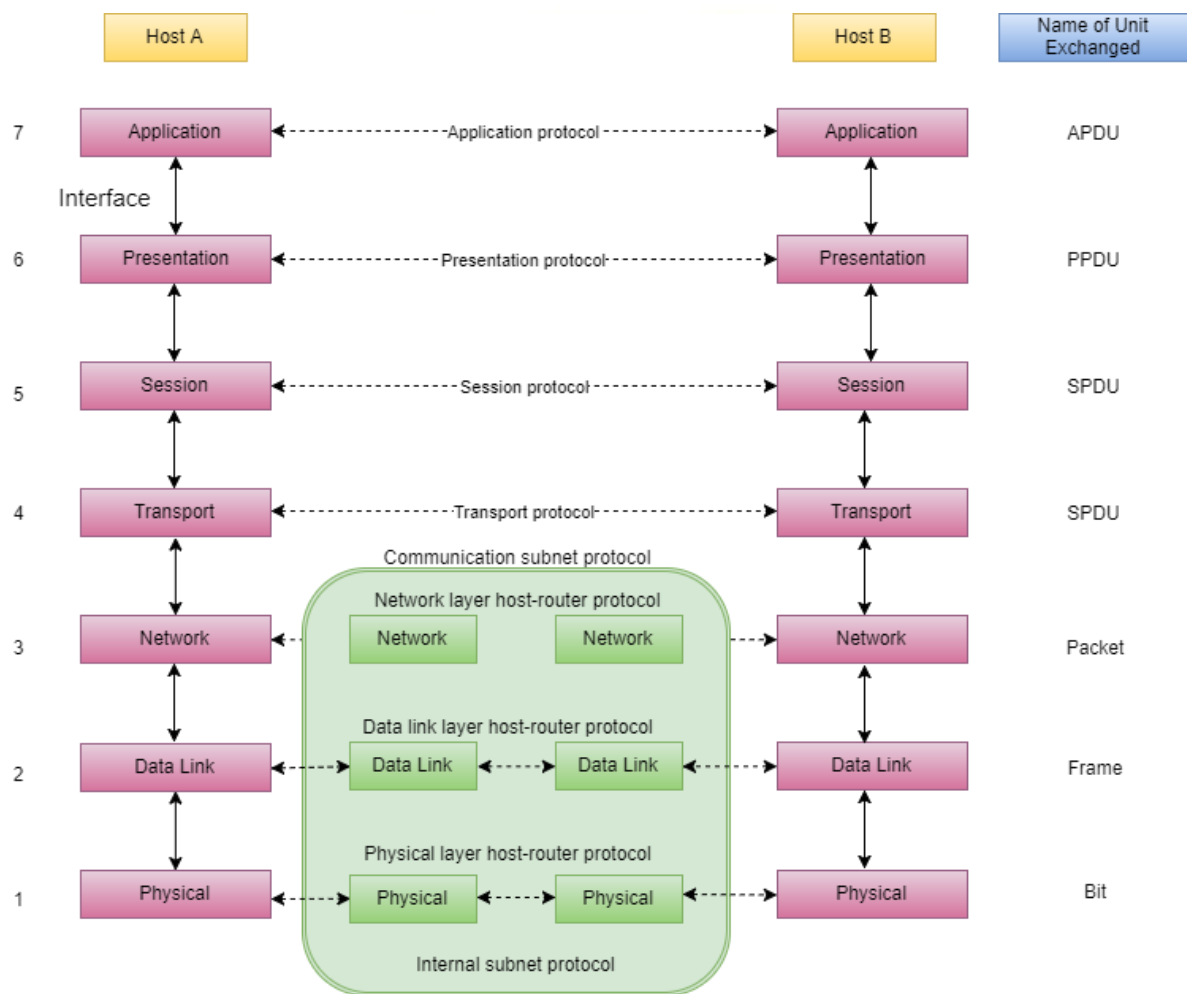 Host A
Host B
Name of Unit
Exchanged
7
Application
Application protocol
Application
APDU
Interface
6
Presentation
Presentation protocol
Presentation
PPDU
5
Session
Session protocol
Session
SPDU
4
Transport
Transport protocol
Transport
SPDU
Communication subnet protocol
Network layer host-router protocol
3
Network
Network
Network
Network
Packet
Data link layer host-router protocol
2
Data Link
Data Link
Data Link
Data Link
Frame
Physical layer host-router protocol
1
Physical
Physical
Physical
Physical
Bit
Internal subnet protocol